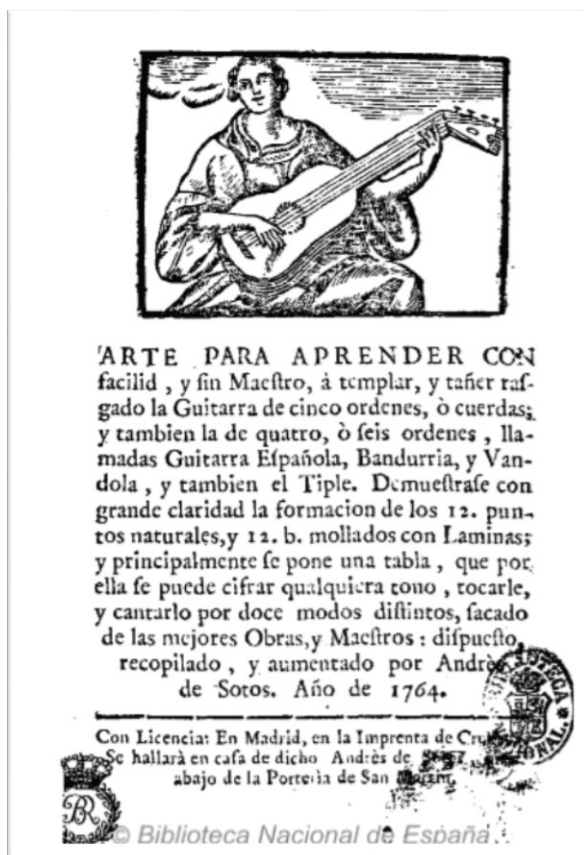 ARTE PARA APRENDER CON
facilid, y ſin Maeſtro, à templar, y tañer raſ-
gado la Guitarra de cinco ordenes, ò cuerdas;
y tambien la de quatro, ò ſeis ordenes, lla-
madas Guitarra Eſpañola, Bandurria, y Van-
dola, y tambien el Tiple. Demueſtraſe con
grande claridad la formacion de los 12. pun-
tos naturales, y 12. b. mollados con Laminas;
y principalmente ſe pone una tabla, que por
ella ſe puede cifrar qualquiera tono, tocarle,
y cantarlo por doce modos diſtintos, ſacado
de las mejores Obras, y Maeſtros: diſpueſto,
recopilado, y aumentado por Andrès
de Sotos. Año de 1764.
Con Licencia: En Madrid, en la Imprenta de
Se hallarà en caſa de dicho Andrès de
abajo de la Porteria de San
BIBLIOTECA
BR
© Biblioteca Nacional de España